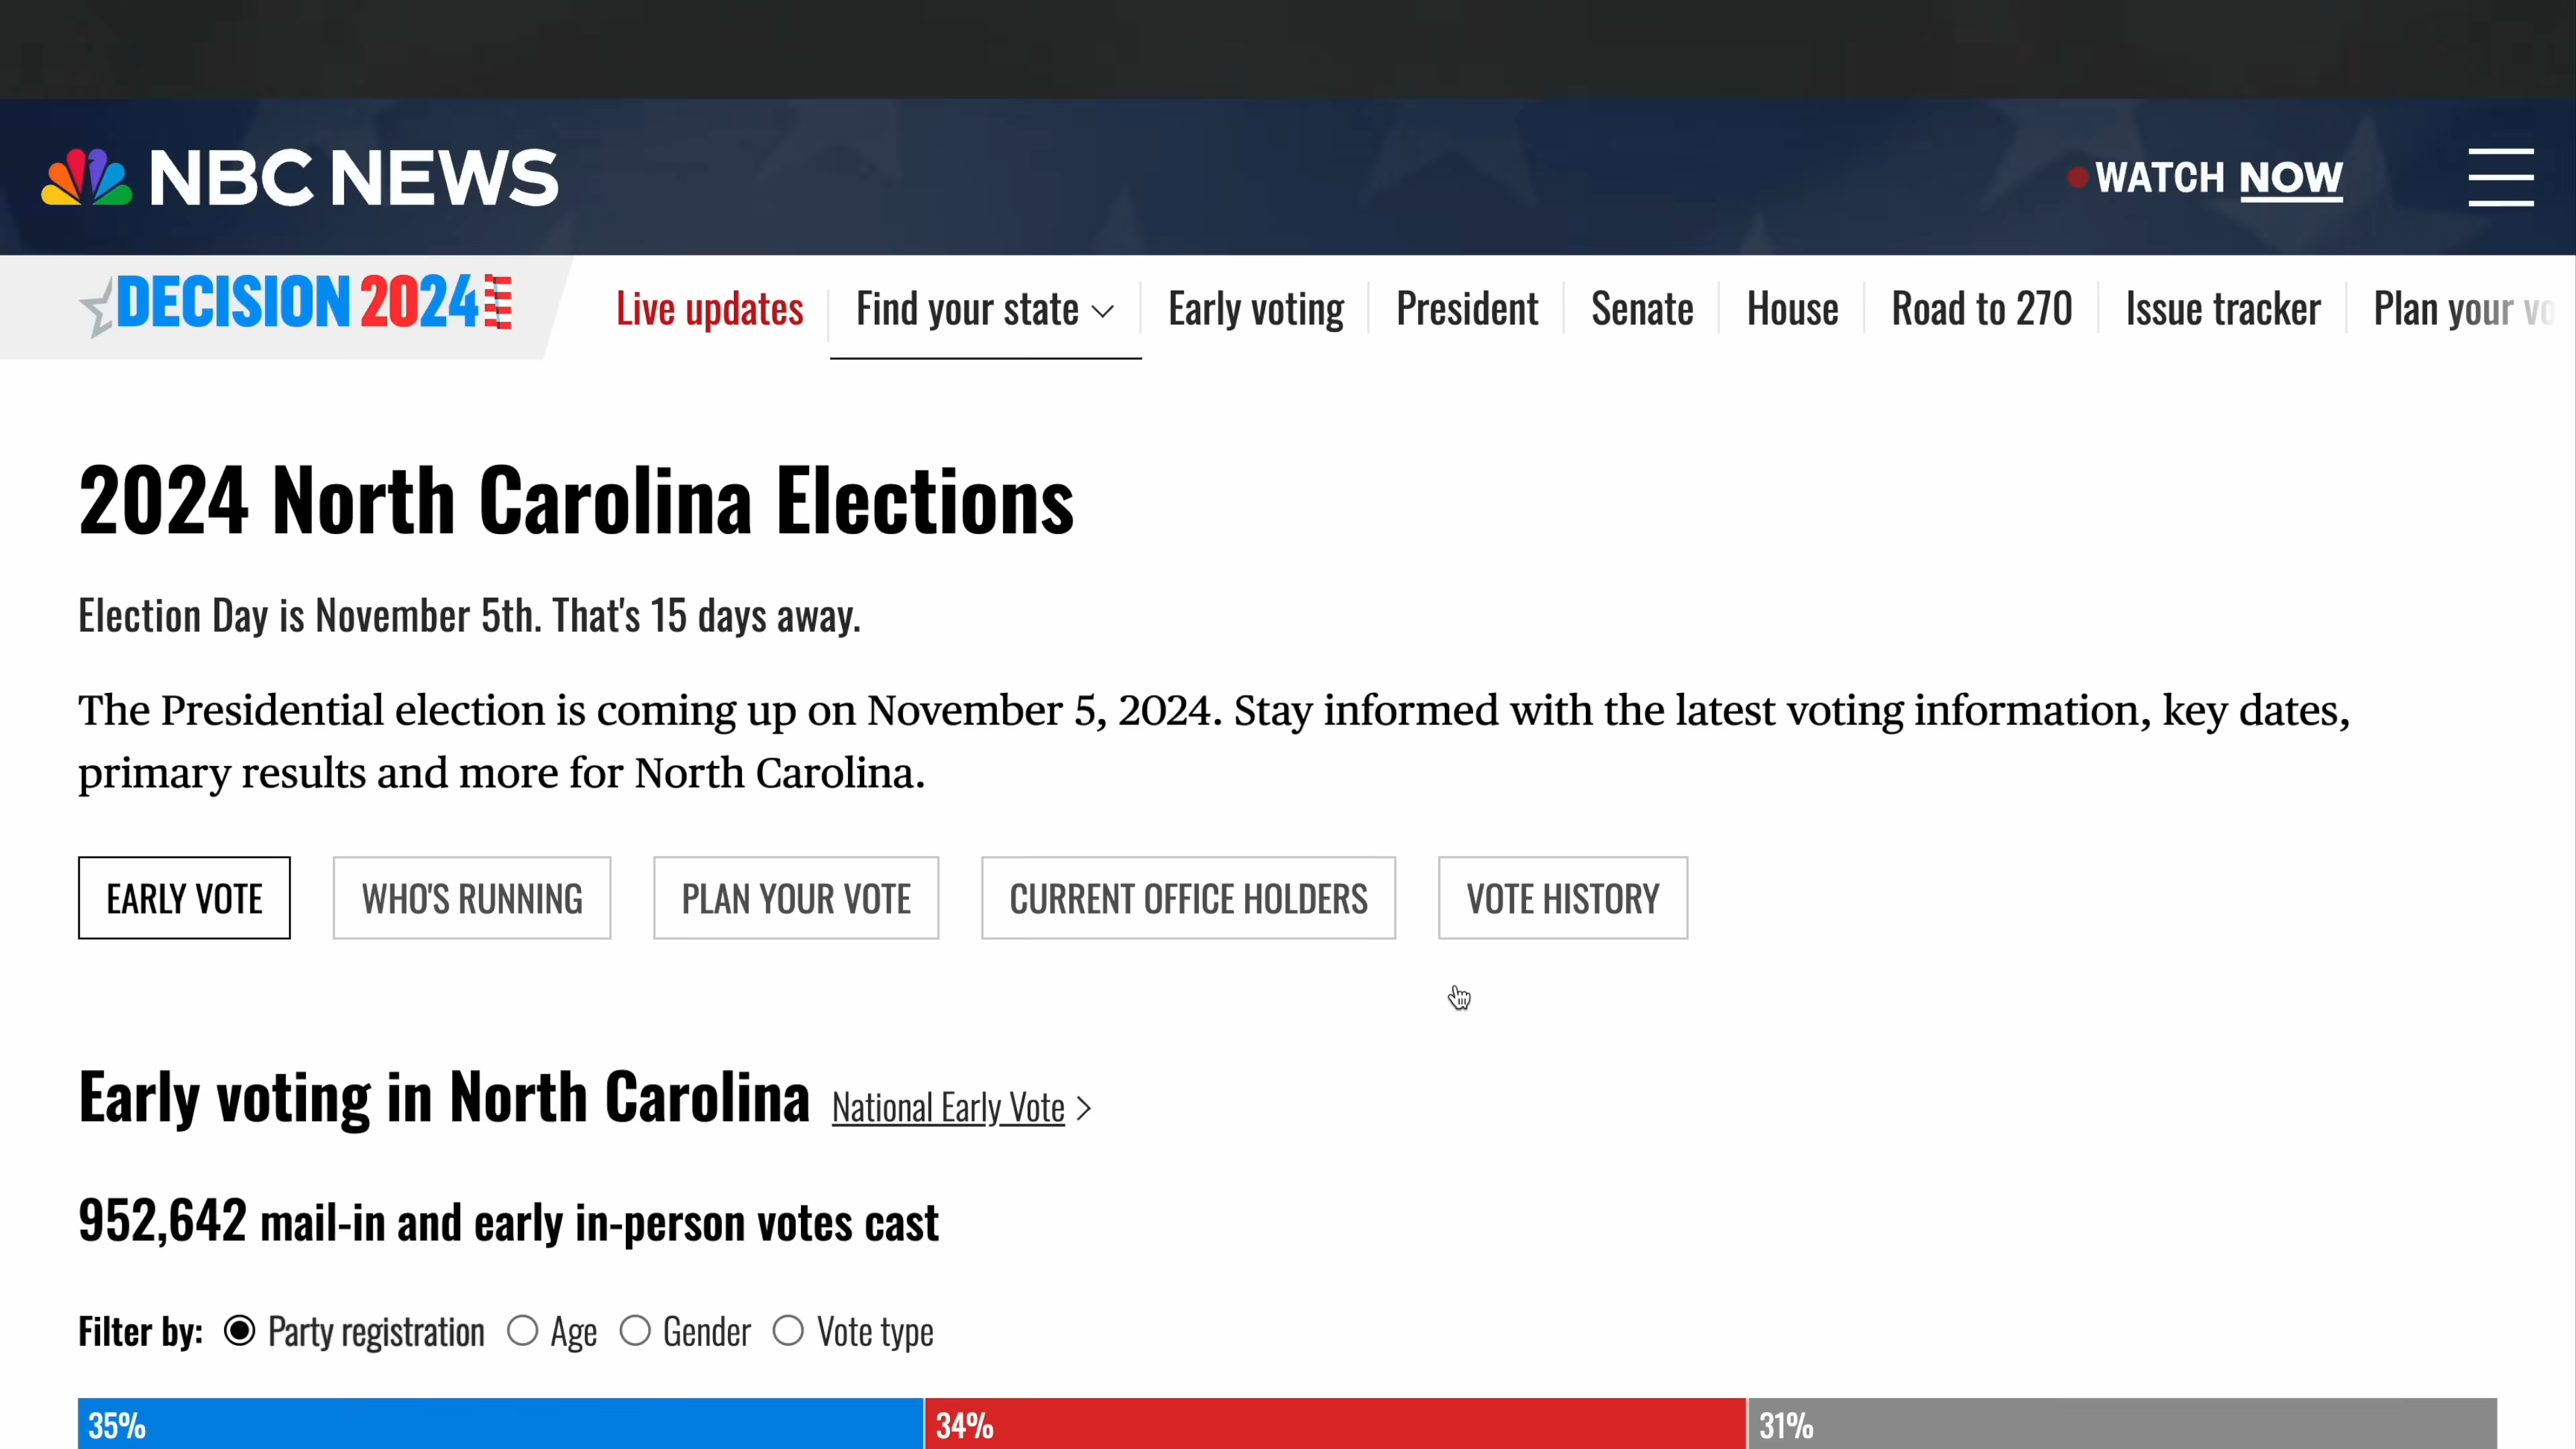 NBC NEWS
WATCH NOW
DECISION 2024
Live updates
Find your state
Early voting
President
Senate
House
Road to 270
Issue tracker
Plan your
2024 North Carolina Elections
Election Day is November 5th. That's 15 days away.
The Presidential election is coming up on November 5, 2024. Stay informed with the latest voting information, key dates,
primary results and more for North Carolina.
EARLY VOTE
WHO'S RUNNING
PLAN YOUR VOTE
CURRENT OFFICE HOLDERS
VOTE HISTORY
Early voting in North Carolina National Early Vote >
952,642 mail-in and early in-person votes cast
Filter by: Party registration Age Gender Vote type
35% 34% 31%